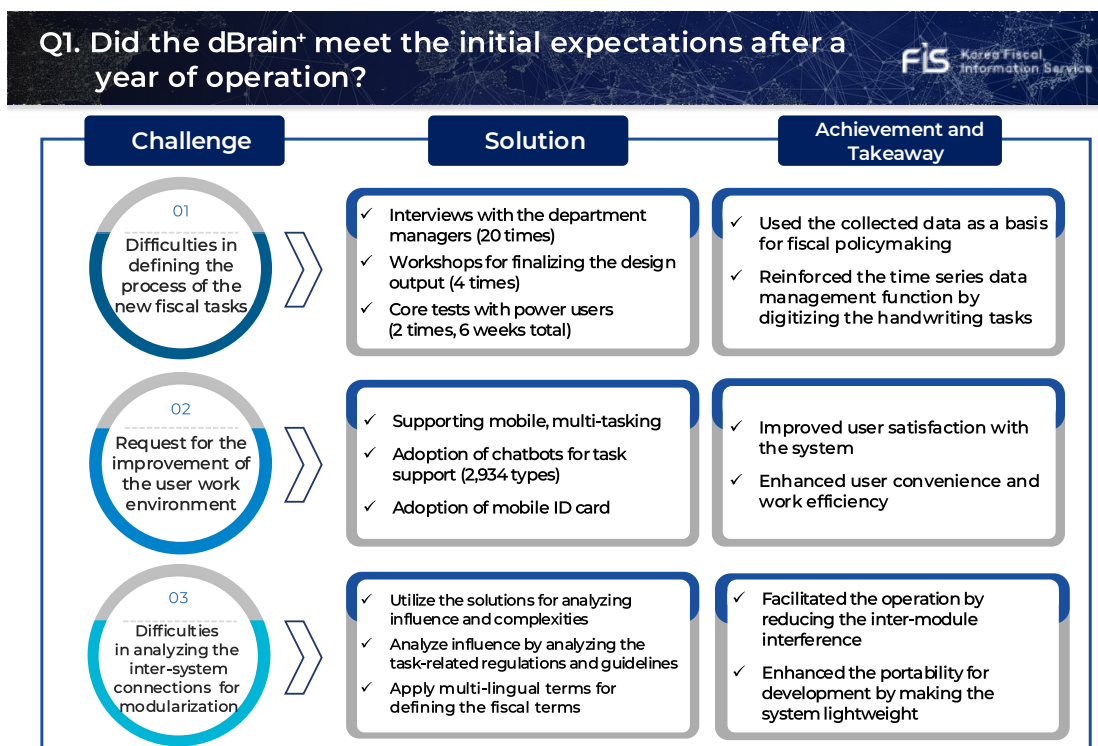 Q1. Did the dBrain⁺ meet the initial expectations after a
year of operation?
FIS
Korea Fiscal
Information Service
Challenge
Solution
Achievement and
Takeaway
01
Difficulties in
defining the
process of the
new fiscal tasks
✓ Interviews with the department
managers (20 times)
✓ Workshops for finalizing the design
output (4 times)
✓ Core tests with power users
(2 times, 6 weeks total)
✓ Used the collected data as a basis
for fiscal policymaking
✓ Reinforced the time series data
management function by
digitizing the handwriting tasks
02
Request for the
improvement of
the user work
environment
✓ Supporting mobile, multi-tasking
✓ Adoption of chatbots for task
support (2,934 types)
✓ Adoption of mobile ID card
✓ Improved user satisfaction with
the system
✓ Enhanced user convenience and
work efficiency
03
Difficulties
in analyzing the
inter-system
connections for
modularization
✓ Utilize the solutions for analyzing
influence and complexities
✓ Analyze influence by analyzing the
task-related regulations and guidelines
✓ Apply multi-lingual terms for
defining the fiscal terms
✓ Facilitated the operation by
reducing the inter-module
interference
✓ Enhanced the portability for
development by making the
system lightweight